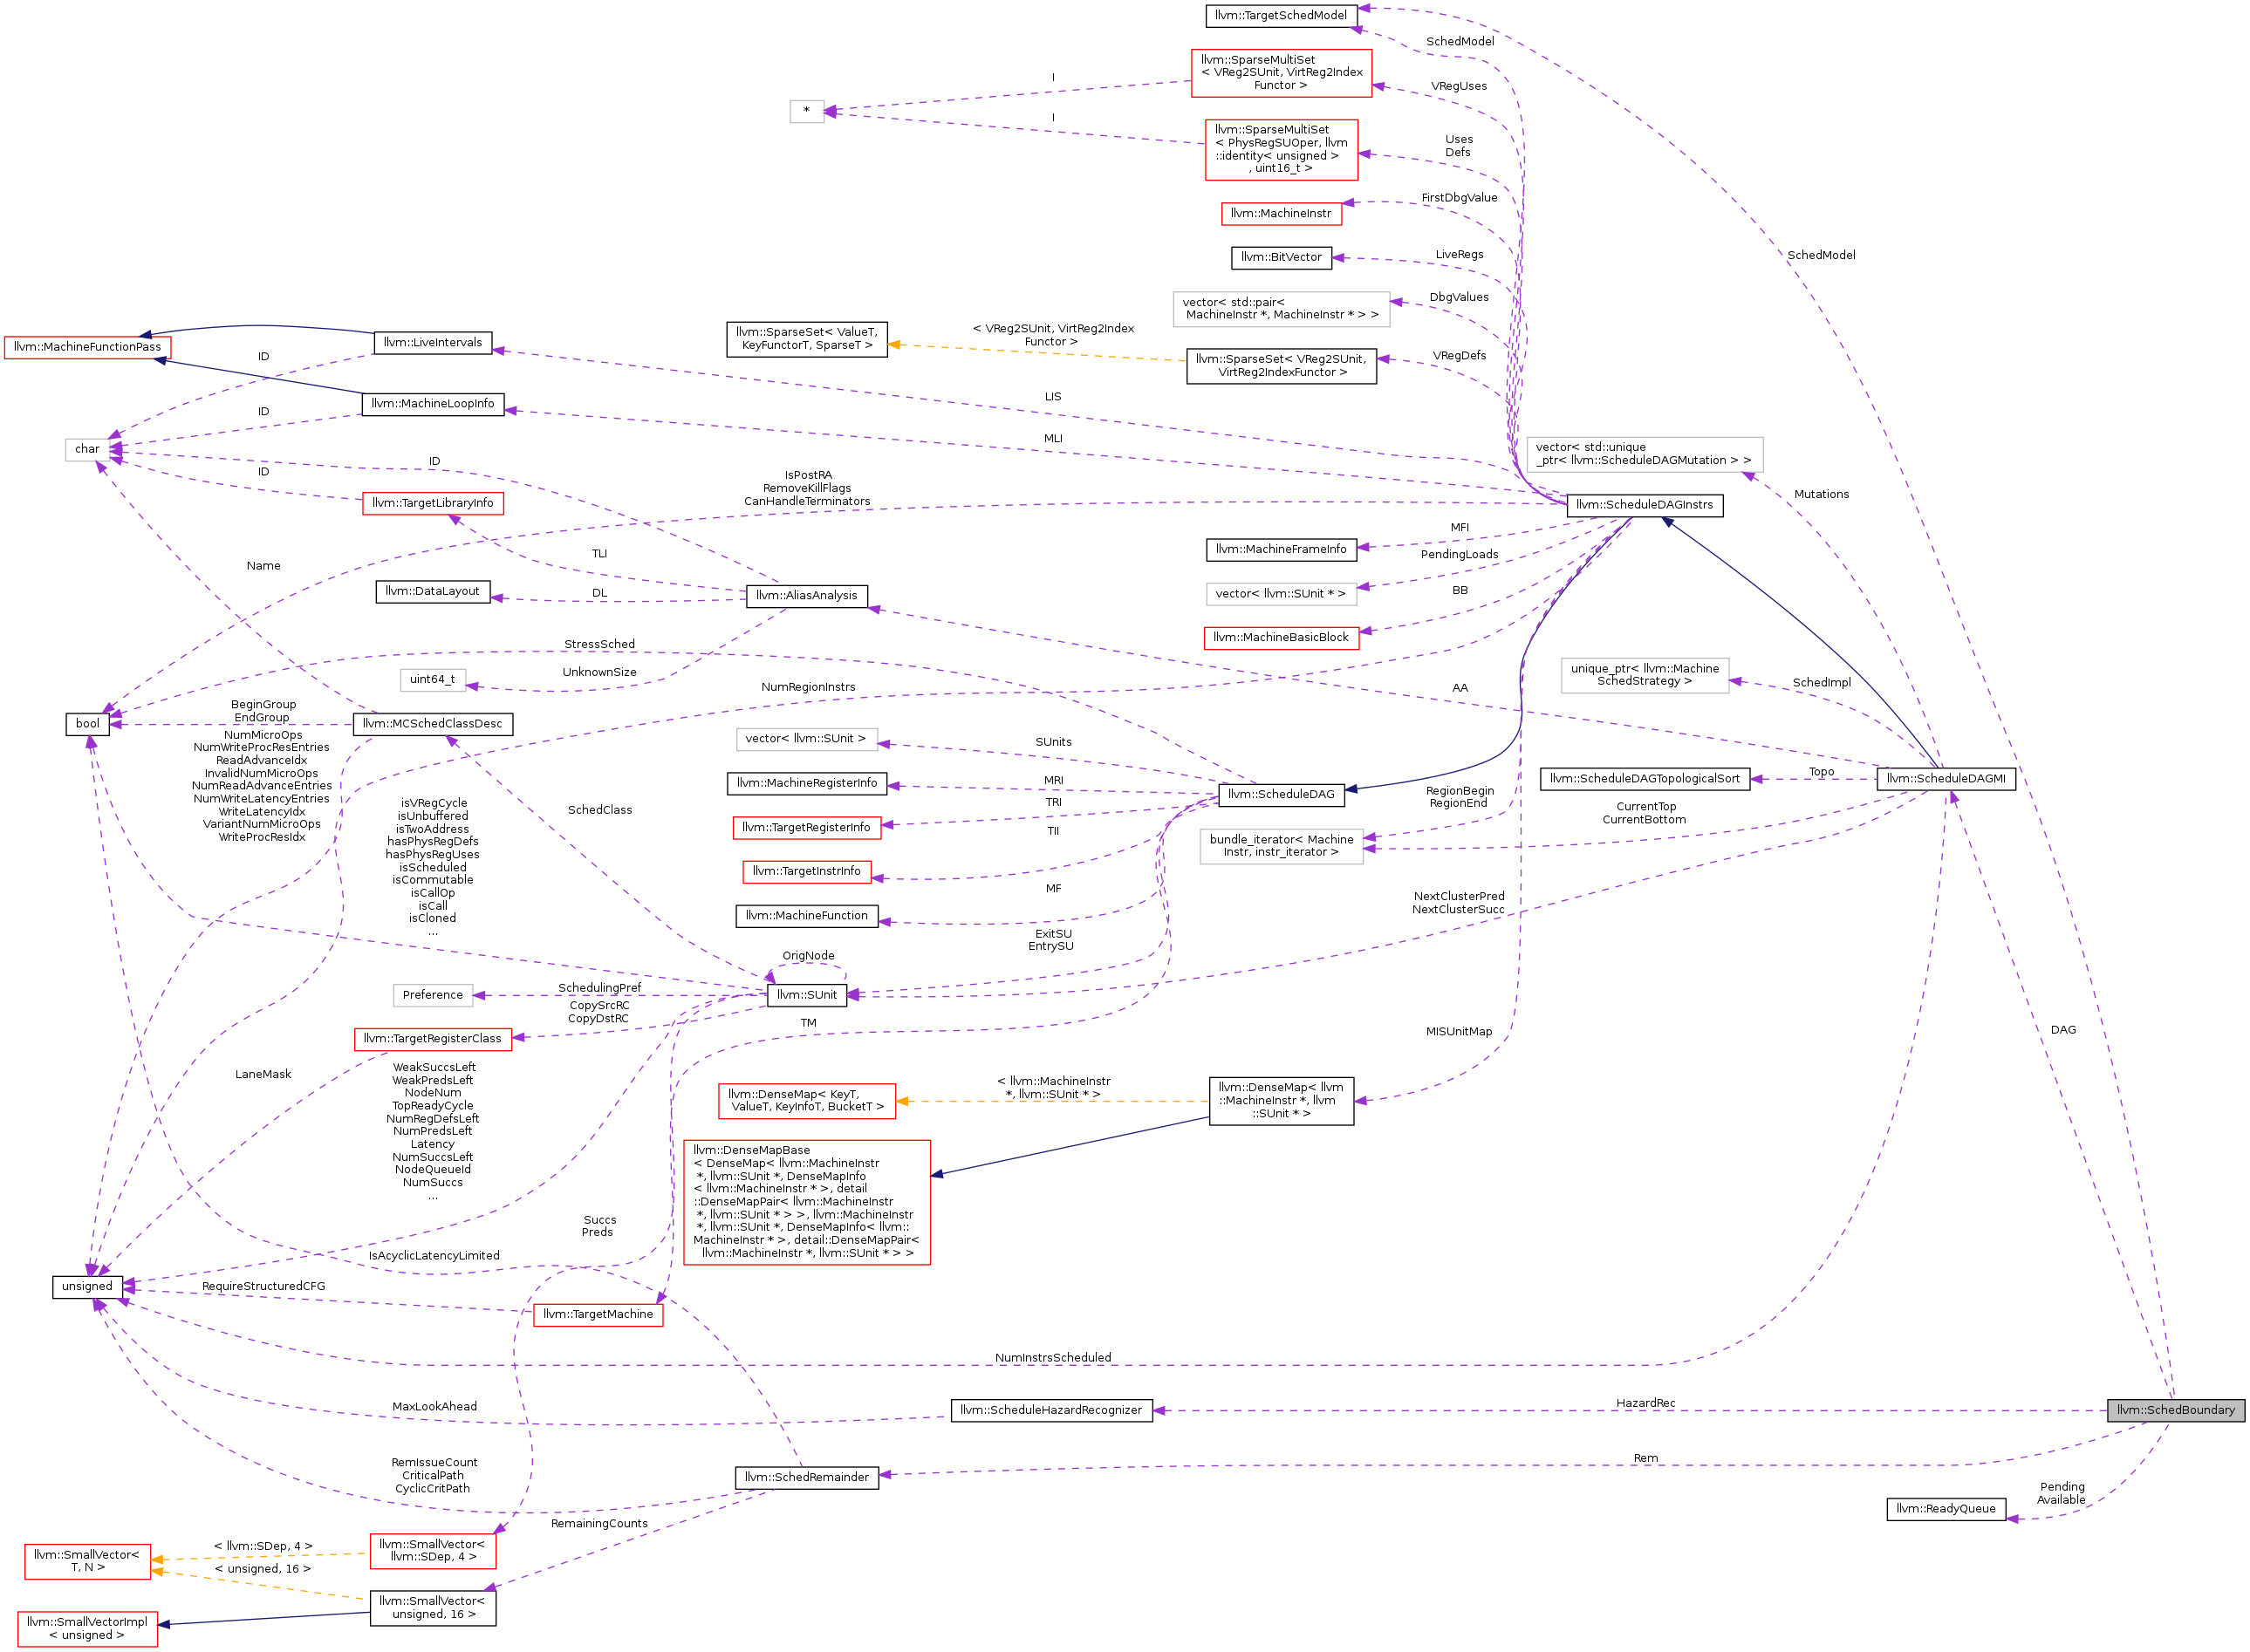 llvm::TargetSchedModel
SchedModel
llvm::SparseMultiSet
< VReg2SUnit, VirtReg2Index
Functor >
I
VRegUses
*
I
llvm::SparseMultiSet
< PhysRegSUOper, llvm
::identity< unsigned >
, uint16_t >
Uses
Defs
llvm::MachineInstr
FirstDbgValue
llvm::BitVector
LiveRegs
SchedModel
vector< std::pair<
MachineInstr *, MachineInstr * > >
DbgValues
llvm::MachineFunctionPass
llvm::LiveIntervals
llvm::SparseSet< ValueT,
KeyFunctorT, SparseT >
< VReg2SUnit, VirtReg2Index
Functor >
llvm::SparseSet< VReg2SUnit,
VirtReg2IndexFunctor >
VRegDefs
ID
LIS
llvm::MachineLoopInfo
ID
MLI
char
ID
ID
vector< std::unique
_ptr< llvm::ScheduleDAGMutation > >
IsPostRA
RemoveKillFlags
CanHandleTerminators
Mutations
llvm::TargetLibraryInfo
llvm::ScheduleDAGInstrs
TLI
MFI
llvm::MachineFrameInfo
PendingLoads
Name
llvm::DataLayout
DL
llvm::AliasAnalysis
vector< llvm::SUnit * >
BB
llvm::MachineBasicBlock
StressSched
uint64_t
UnknownSize
NumRegionInstrs
AA
unique_ptr< llvm::Machine
SchedStrategy >
SchedImpl
bool
BeginGroup
EndGroup
llvm::MCSchedClassDesc
NumMicroOps
NumWriteProcResEntries
ReadAdvanceIdx
InvalidNumMicroOps
NumReadAdvanceEntries
NumWriteLatencyEntries
WriteLatencyIdx
VariantNumMicroOps
WriteProcResIdx
vector< llvm::SUnit >
SUnits
llvm::MachineRegisterInfo
MRI
llvm::ScheduleDAG
llvm::ScheduleDAGTopologicalSort
Topo
llvm::ScheduleDAGMI
RegionBegin
RegionEnd
CurrentTop
CurrentBottom
isVRegCycle
isUnbuffered
isTwoAddress
hasPhysRegDefs
hasPhysRegUses
isScheduled
isCommutable
isCallOp
isCall
isCloned
...
SchedClass
llvm::TargetRegisterInfo
TRI
TII
bundle_iterator< Machine
Instr, instr_iterator >
llvm::TargetInstrInfo
MF
llvm::MachineFunction
NextClusterPred
NextClusterSucc
ExitSU
EntrySU
OrigNode
Preference
SchedulingPref
llvm::SUnit
CopySrcRC
CopyDstRC
TM
MISUnitMap
DAG
llvm::TargetRegisterClass
LaneMask
WeakSuccsLeft
WeakPredsLeft
NodeNum
TopReadyCycle
NumRegDefsLeft
NumPredsLeft
Latency
NumSuccsLeft
NodeQueueId
NumSuccs
...
llvm::DenseMap< KeyT,
ValueT, KeyInfoT, BucketT >
< llvm::MachineInstr
*, llvm::SUnit * >
llvm::DenseMap< llvm
::MachineInstr *, llvm
::SUnit * >
llvm::DenseMapBase
< DenseMap< llvm::MachineInstr
*, llvm::SUnit *, DenseMapInfo
< llvm::MachineInstr * >, detail
::DenseMapPair< llvm::MachineInstr
*, llvm::SUnit * > >, llvm::MachineInstr
*, llvm::SUnit *, DenseMapInfo< llvm::
MachineInstr * >, detail::DenseMapPair<
llvm::MachineInstr *, llvm::SUnit * > >
Succs
Preds
IsAcyclicLatencyLimited
unsigned
RequireStructuredCFG
llvm::TargetMachine
NumInstrsScheduled
MaxLookAhead
llvm::ScheduleHazardRecognizer
HazardRec
llvm::SchedBoundary
RemIssueCount
CriticalPath
CyclicCritPath
llvm::SchedRemainder
Rem
Pending
Available
llvm::ReadyQueue
RemainingCounts
llvm::SmallVector<
T, N >
< llvm::SDep, 4 >
< unsigned, 16 >
llvm::SmallVector<
llvm::SDep, 4 >
llvm::SmallVector<
unsigned, 16 >
llvm::SmallVectorImpl
< unsigned >